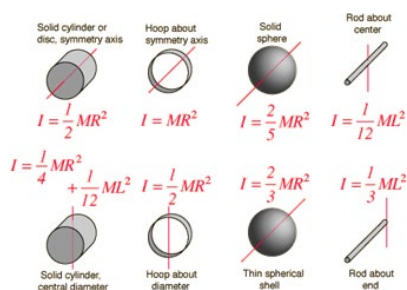 Solid cylinder or
disc, symmetry axis
Hoop about
symmetry axis
Solid
sphere
Rod about
center
I = 1/2 MR²
I = MR²
I = 2/5 MR²
I = 1/12 ML²
I = 1/4 MR²
+ 1/12 ML²
I = 1/2 MR²
I = 2/3 MR²
I = 1/3 ML²
Solid cylinder,
central diameter
Hoop about
diameter
Thin spherical
shell
Rod about
end